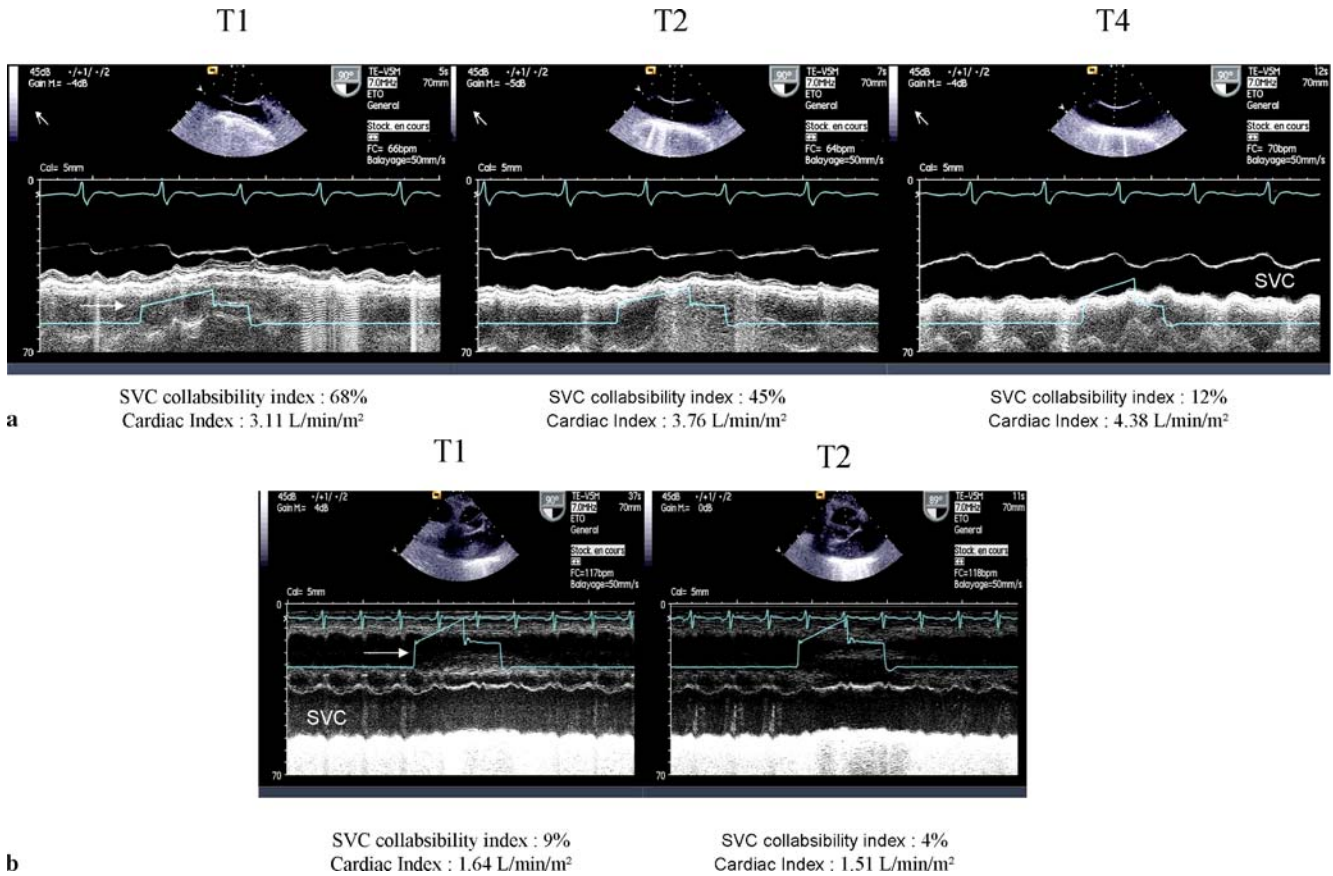 T1
T2
T4
45dB ·/+1/ ·/2
Gain M.= -4dB
90°
TE-V5M 5s
7.0MHz 70mm
ETO
General
Stock. en cours
FC= 66bpm
Balayage=50mm/s
Cal= 5mm
0
70
45dB ·/+1/ ·/2
Gain M.= -5dB
90°
TE-V5M 7s
7.0MHz 70mm
ETO
General
Stock. en cours
FC= 64bpm
Balayage=50mm/s
Cal= 5mm
0
70
45dB ·/+1/ ·/2
Gain M.= -4dB
90°
TE-V5M 12s
7.0MHz 70mm
ETO
General
Stock. en cours
FC= 70bpm
Balayage=50mm/s
Cal= 5mm
0
SVC
70
SVC collabsibility index : 68%
Cardiac Index : 3.11 L/min/m²
SVC collabsibility index : 45%
Cardiac Index : 3.76 L/min/m²
SVC collabsibility index : 12%
Cardiac Index : 4.38 L/min/m²
a
T1
T2
45dB ·/+1/ ·/2
Gain M.= 4dB
90°
TE-V5M 37s
7.0MHz 70mm
ETO
General
Stock. en cours
FC=117bpm
Balayage=50mm/s
Cal= 5mm
0
SVC
70
45dB ·/+1/ ·/2
Gain M.= 0dB
89°
TE-V5M 11s
7.0MHz 70mm
ETO
General
Stock. en cours
FC=118bpm
Balayage=50mm/s
Cal= 5mm
0
70
SVC collabsibility index : 9%
Cardiac Index : 1.64 L/min/m²
SVC collabsibility index : 4%
Cardiac Index : 1.51 L/min/m²
b